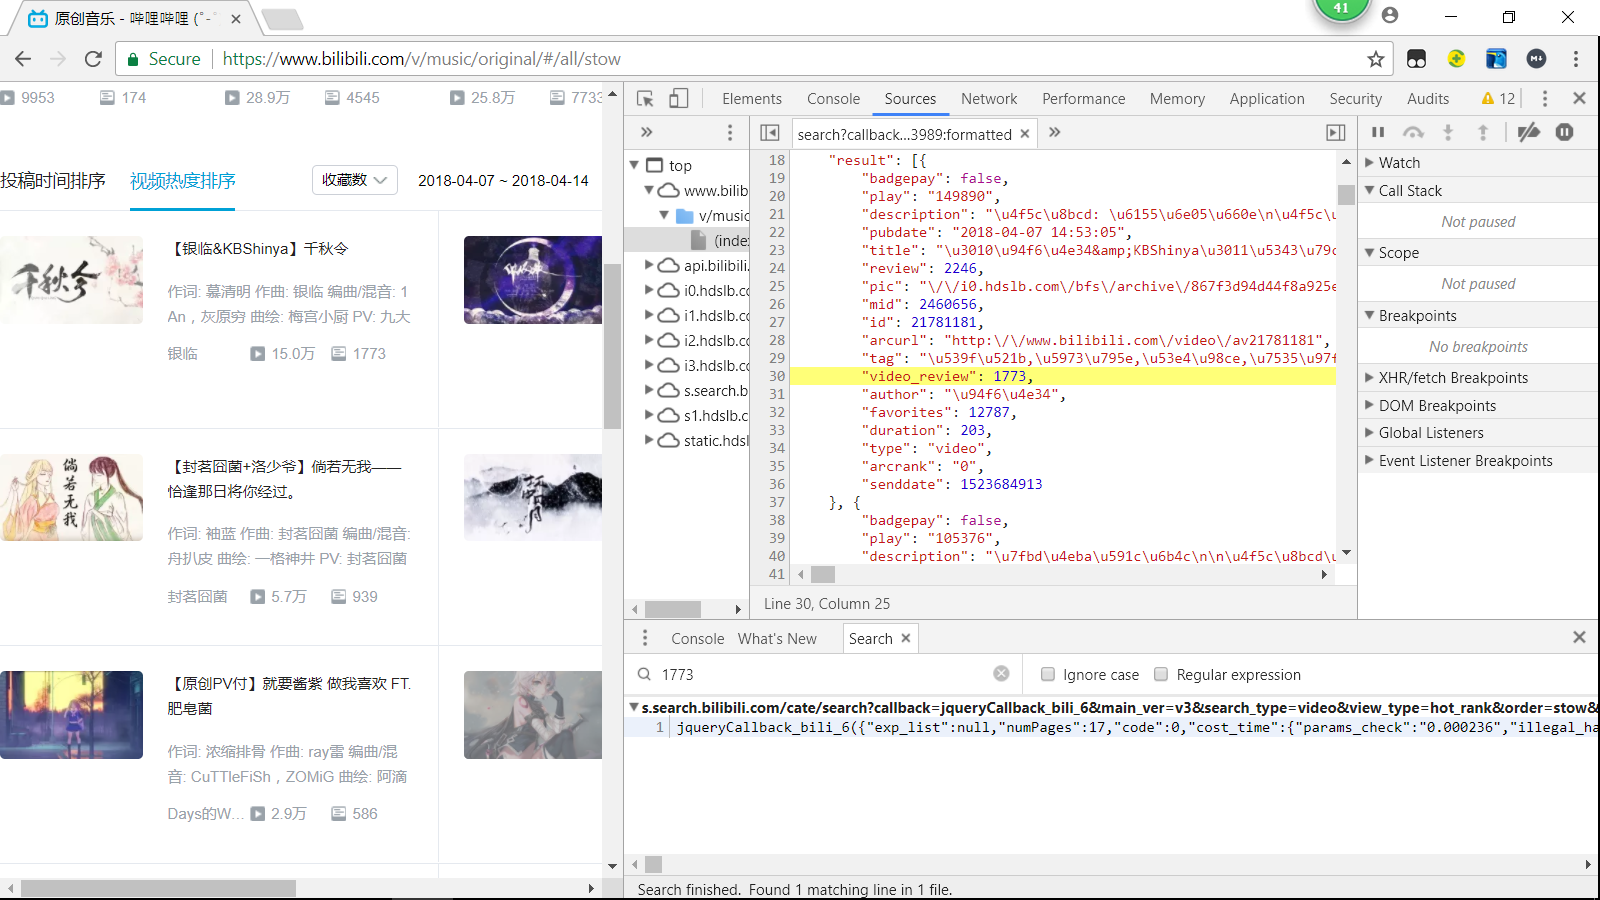 原创音乐 - 哔哩哔哩 (゜-゜
41
Secure
https://www.bilibili.com/v/music/original/#/all/stow
9953 174 28.9万 4545 25.8万 7733
投稿时间排序 视频热度排序 收藏数 2018-04-07 ~ 2018-04-14
【银临&KBShinya】千秋令
作词: 慕清明 作曲: 银临 编曲/混音: 1
An，灰原穷 曲绘: 梅宫小厨 PV: 九大
银临 15.0万 1773
千秋令
【封茗囧菌+洛少爷】倘若无我——
恰逢那日将你经过。
作词: 袖蓝 作曲: 封茗囧菌 编曲/混音:
舟扒皮 曲绘: 一格神井 PV: 封茗囧菌
封茗囧菌 5.7万 939
倘若无我
【原创PV付】就要酱紫 做我喜欢 FT.
肥皂菌
作词: 浓缩排骨 作曲: ray雷 编曲/混
音: CuTTleFiSh，ZOMiG 曲绘: 阿滴
Days的W... 2.9万 586
Elements Console Sources Network Performance Memory Application Security Audits 12
search?callback...3989:formatted
top
www.bilib
v/music
(inde
api.bilibili.
i0.hdslb.cc
i1.hdslb.cc
i2.hdslb.cc
i3.hdslb.cc
s.search.b
s1.hdslb.c
static.hdsl
18 "result": [{
19 "badgepay": false,
20 "play": "149890",
21 "description": "\u4f5c\u8bcd: \u6155\u6e05\u660e\n\u4f5c\u
22 "pubdate": "2018-04-07 14:53:05",
23 "title": "\u3010\u94f6\u4e34&amp;KBShinya\u3011\u5343\u79c
24 "review": 2246,
25 "pic": "\/\/i0.hdslb.com\/bfs\/archive\/867f3d94d44f8a925e
26 "mid": 2460656,
27 "id": 21781181,
28 "arcurl": "http:\/\/www.bilibili.com\/video\/av21781181",
29 "tag": "\u539f\u521b,\u5973\u795e,\u53e4\u98ce,\u7535\u97f
30 "video_review": 1773,
31 "author": "\u94f6\u4e34",
32 "favorites": 12787,
33 "duration": 203,
34 "type": "video",
35 "arcrank": "0",
36 "senddate": 1523684913
37 }, {
38 "badgepay": false,
39 "play": "105376",
40 "description": "\u7fbd\u4eba\u591c\u6b4c\n\n\u4f5c\u8bcd\u
41
Line 30, Column 25
Watch
Call Stack
Not paused
Scope
Not paused
Breakpoints
No breakpoints
XHR/fetch Breakpoints
DOM Breakpoints
Global Listeners
Event Listener Breakpoints
Console What's New Search
1773 Ignore case Regular expression
s.search.bilibili.com/cate/search?callback=jqueryCallback_bili_6&main_ver=v3&search_type=video&view_type=hot_rank&order=stow&
1 jqueryCallback_bili_6({"exp_list":null,"numPages":17,"code":0,"cost_time":{"params_check":"0.000236","illegal_ha
Search finished. Found 1 matching line in 1 file.